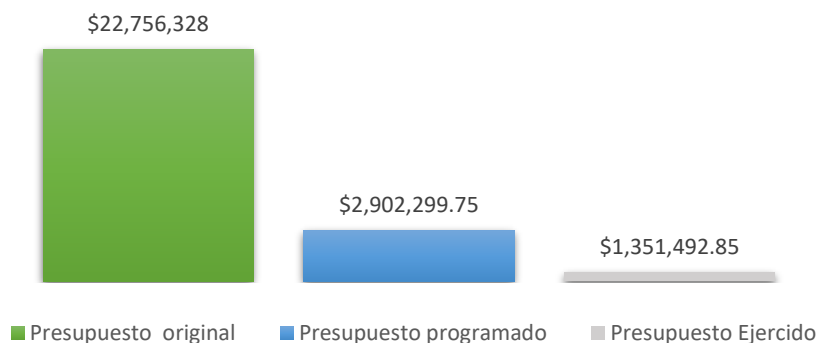 $22,756,328
$2,902,299.75
$1,351,492.85
Presupuesto original
Presupuesto programado
Presupuesto Ejercido